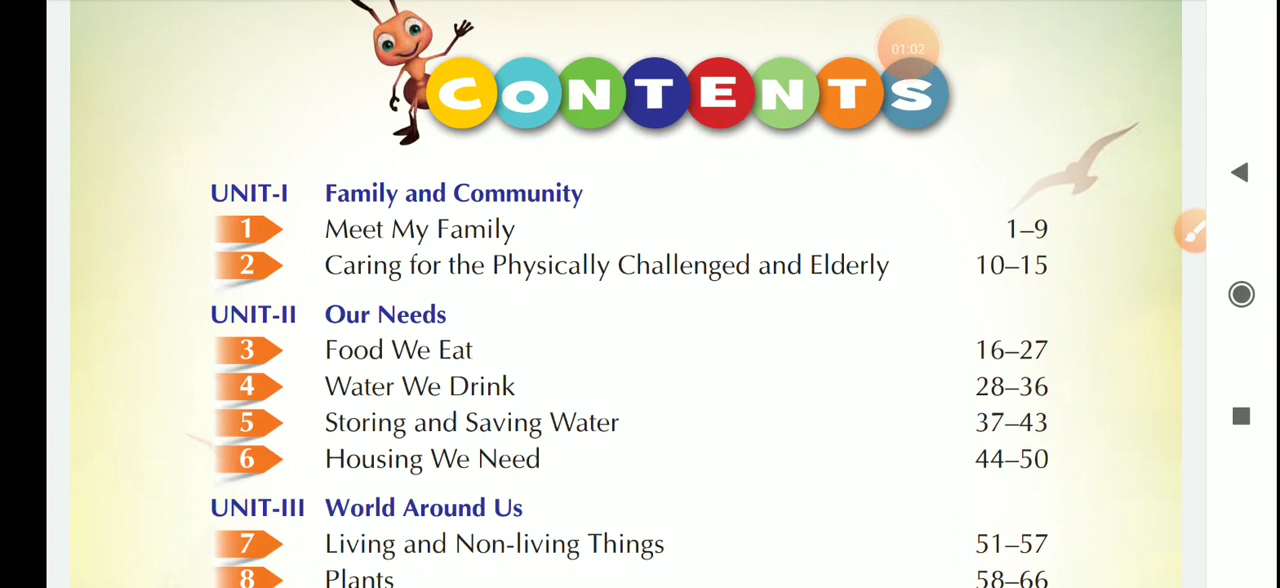 CONTENTS
01:02
UNIT-I Family and Community
1 Meet My Family 1–9
2 Caring for the Physically Challenged and Elderly 10–15
UNIT-II Our Needs
3 Food We Eat 16–27
4 Water We Drink 28–36
5 Storing and Saving Water 37–43
6 Housing We Need 44–50
UNIT-III World Around Us
7 Living and Non-living Things 51–57
8 Plants 58–66